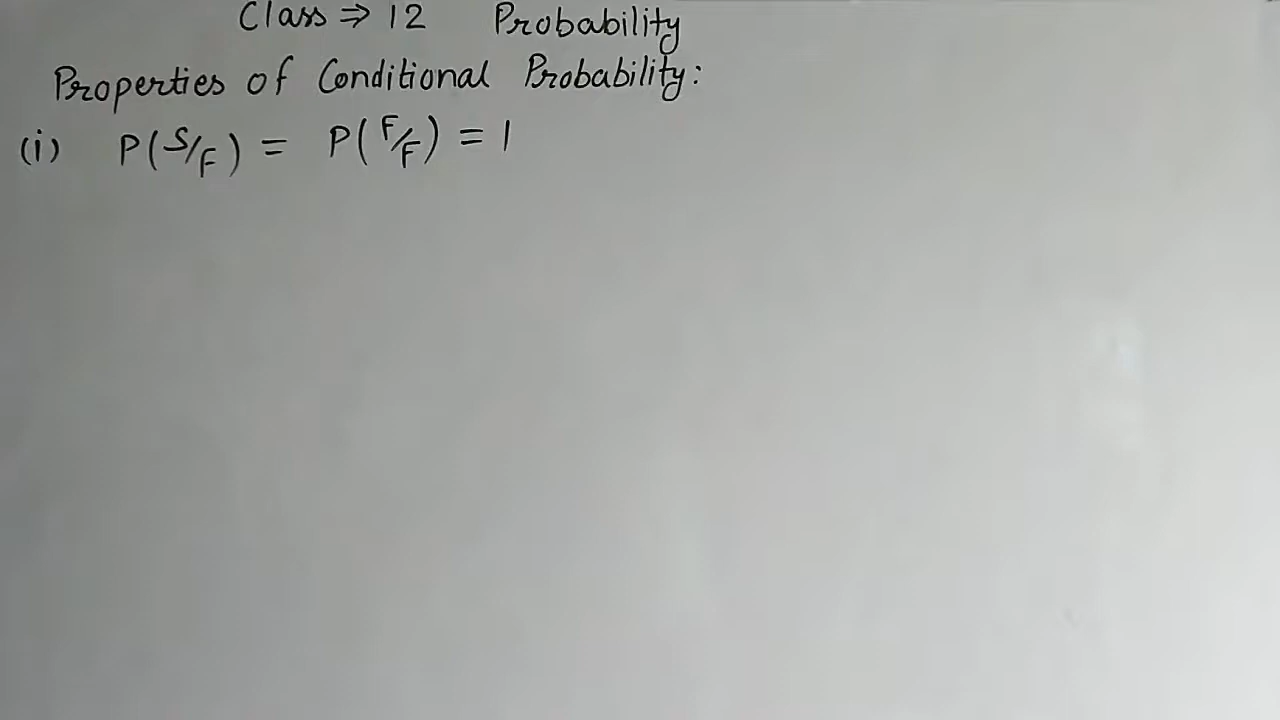 Class ⇒ 12 Probability
Properties of Conditional Probability:
(i) P(S/F) = P(F/F) = 1